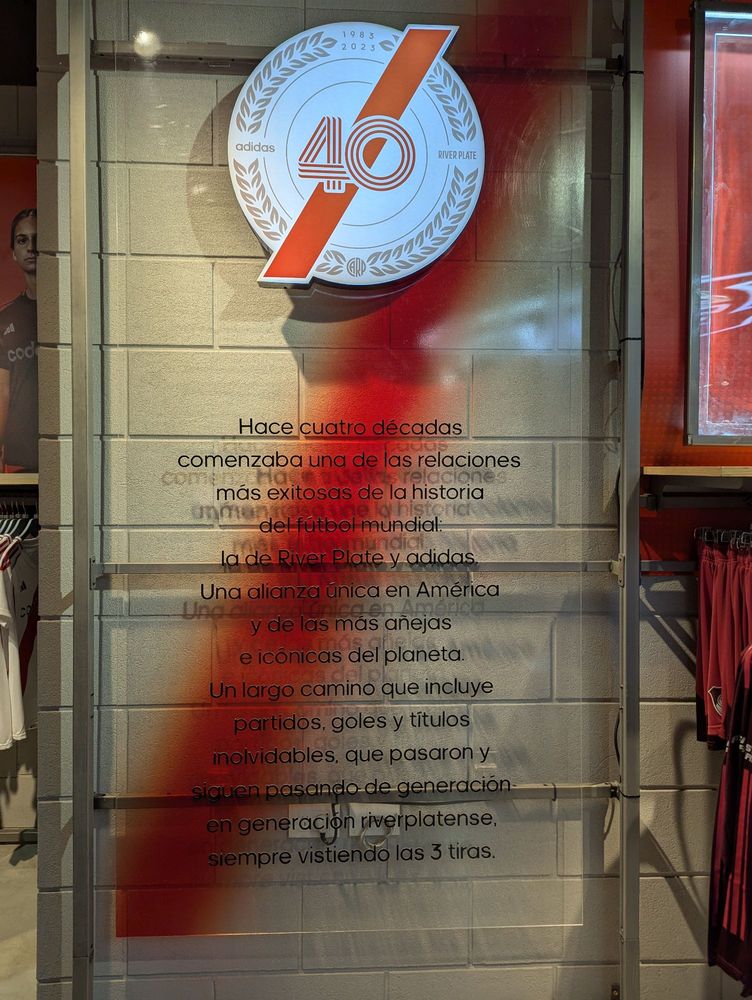 1983
2023
adidas
40
RIVER PLATE
CARP
Hace cuatro décadas
comenzaba una de las relaciones
más exitosas de la historia
del fútbol mundial:
la de River Plate y adidas.
Una alianza única en América
y de las más añejas
e icónicas del planeta.
Un largo camino que incluye
partidos, goles y títulos
inolvidables, que pasaron y
siguen pasando de generación
en generación riverplatense,
siempre vistiendo las 3 tiras.